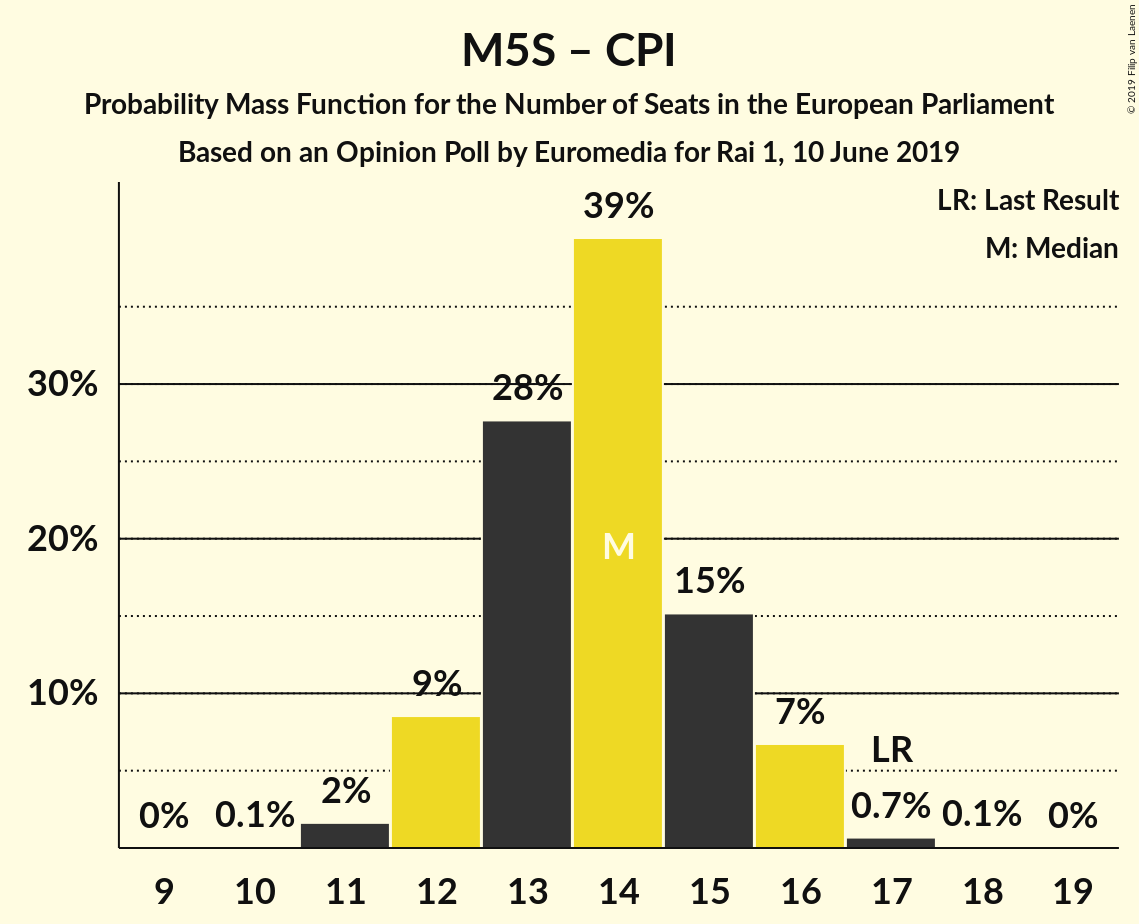 M5S – CPI
Probability Mass Function for the Number of Seats in the European Parliament
Based on an Opinion Poll by Euromedia for Rai 1, 10 June 2019
© 2019 Filip van Laenen
LR: Last Result
M: Median
39%
30%
28%
20%
M
15%
10%
9%
7%
LR
2%
0.7%
0%
0.1%
0.1%
0%
9 10 11 12 13 14 15 16 17 18 19